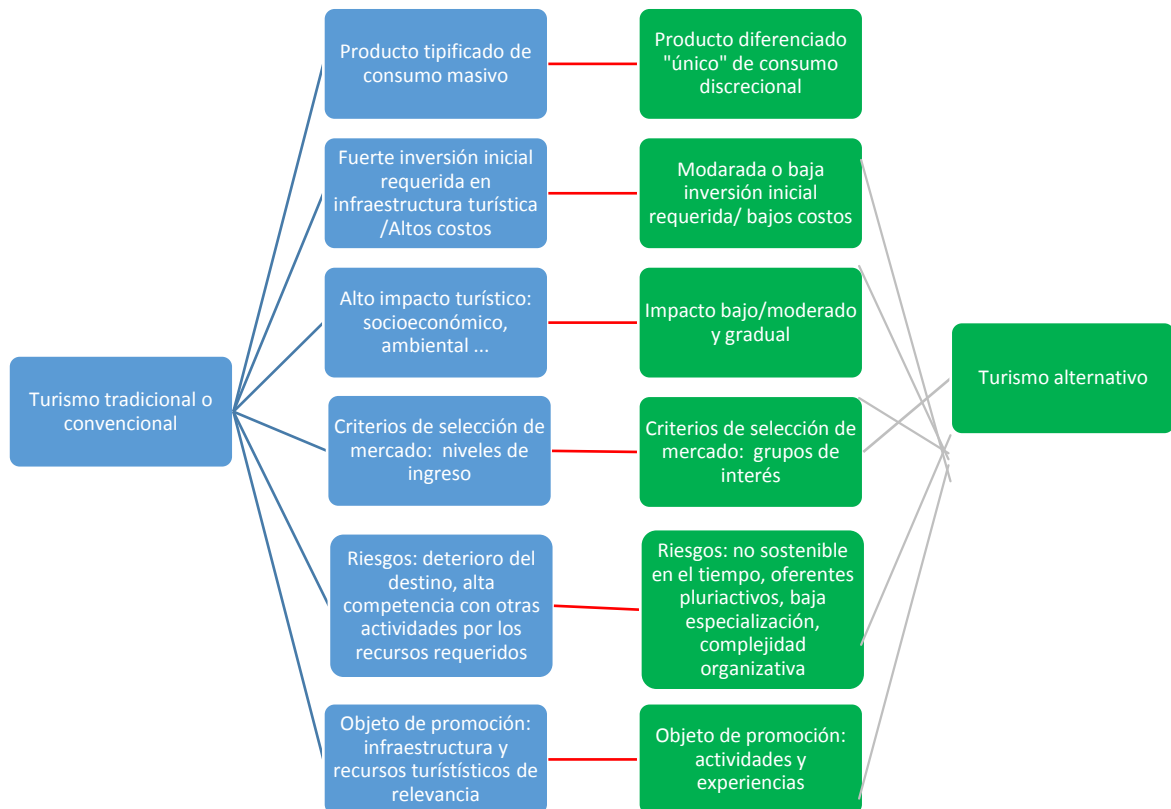 Producto tipificado de
consumo masivo
Producto diferenciado
"único" de consumo
discrecional
Fuerte inversión inicial
requerida en
infraestructura turística
/Altos costos
Modarada o baja
inversión inicial
requerida/ bajos costos
Alto impacto turístico:
socioeconómico,
ambiental ...
Impacto bajo/moderado
y gradual
Turismo tradicional o
convencional
Turismo alternativo
Criterios de selección de
mercado:  niveles de
ingreso
Criterios de selección de
mercado:  grupos de
interés
Riesgos: deterioro del
destino, alta
competencia con otras
actividades por los
recursos requeridos
Riesgos: no sostenible
en el tiempo, oferentes
pluriactivos, baja
especialización,
complejidad
organizativa
Objeto de promoción:
infraestructura y
recursos turístísticos de
relevancia
Objeto de promoción:
actividades y
experiencias